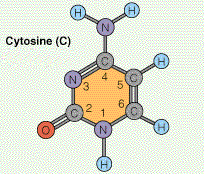 H H
N
Cytosine (C)
C H
4
N 3 5 C
C 2 6 C
1
O N H
H